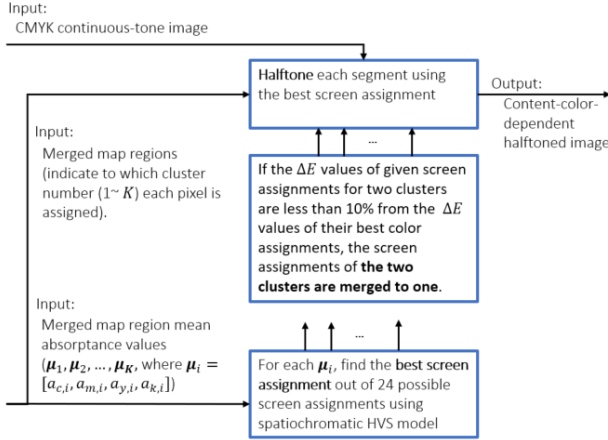 Input:
CMYK continuous-tone image
Halftone each segment using
the best screen assignment
Output:
Content-color-
dependent
halftoned image
Input:
Merged map regions
(indicate to which cluster
number (1~ K) each pixel is
assigned).
...
If the ΔE values of given screen
assignments for two clusters
are less than 10% from the ΔE
values of their best color
assignments, the screen
assignments of the two
clusters are merged to one.
Input:
Merged map region mean
absorptance values
(μ₁, μ₂, ..., μ_K, where μᵢ =
[a_c,i, a_m,i, a_y,i, a_k,i])
...
For each μᵢ, find the best screen
assignment out of 24 possible
screen assignments using
spatiochromatic HVS model